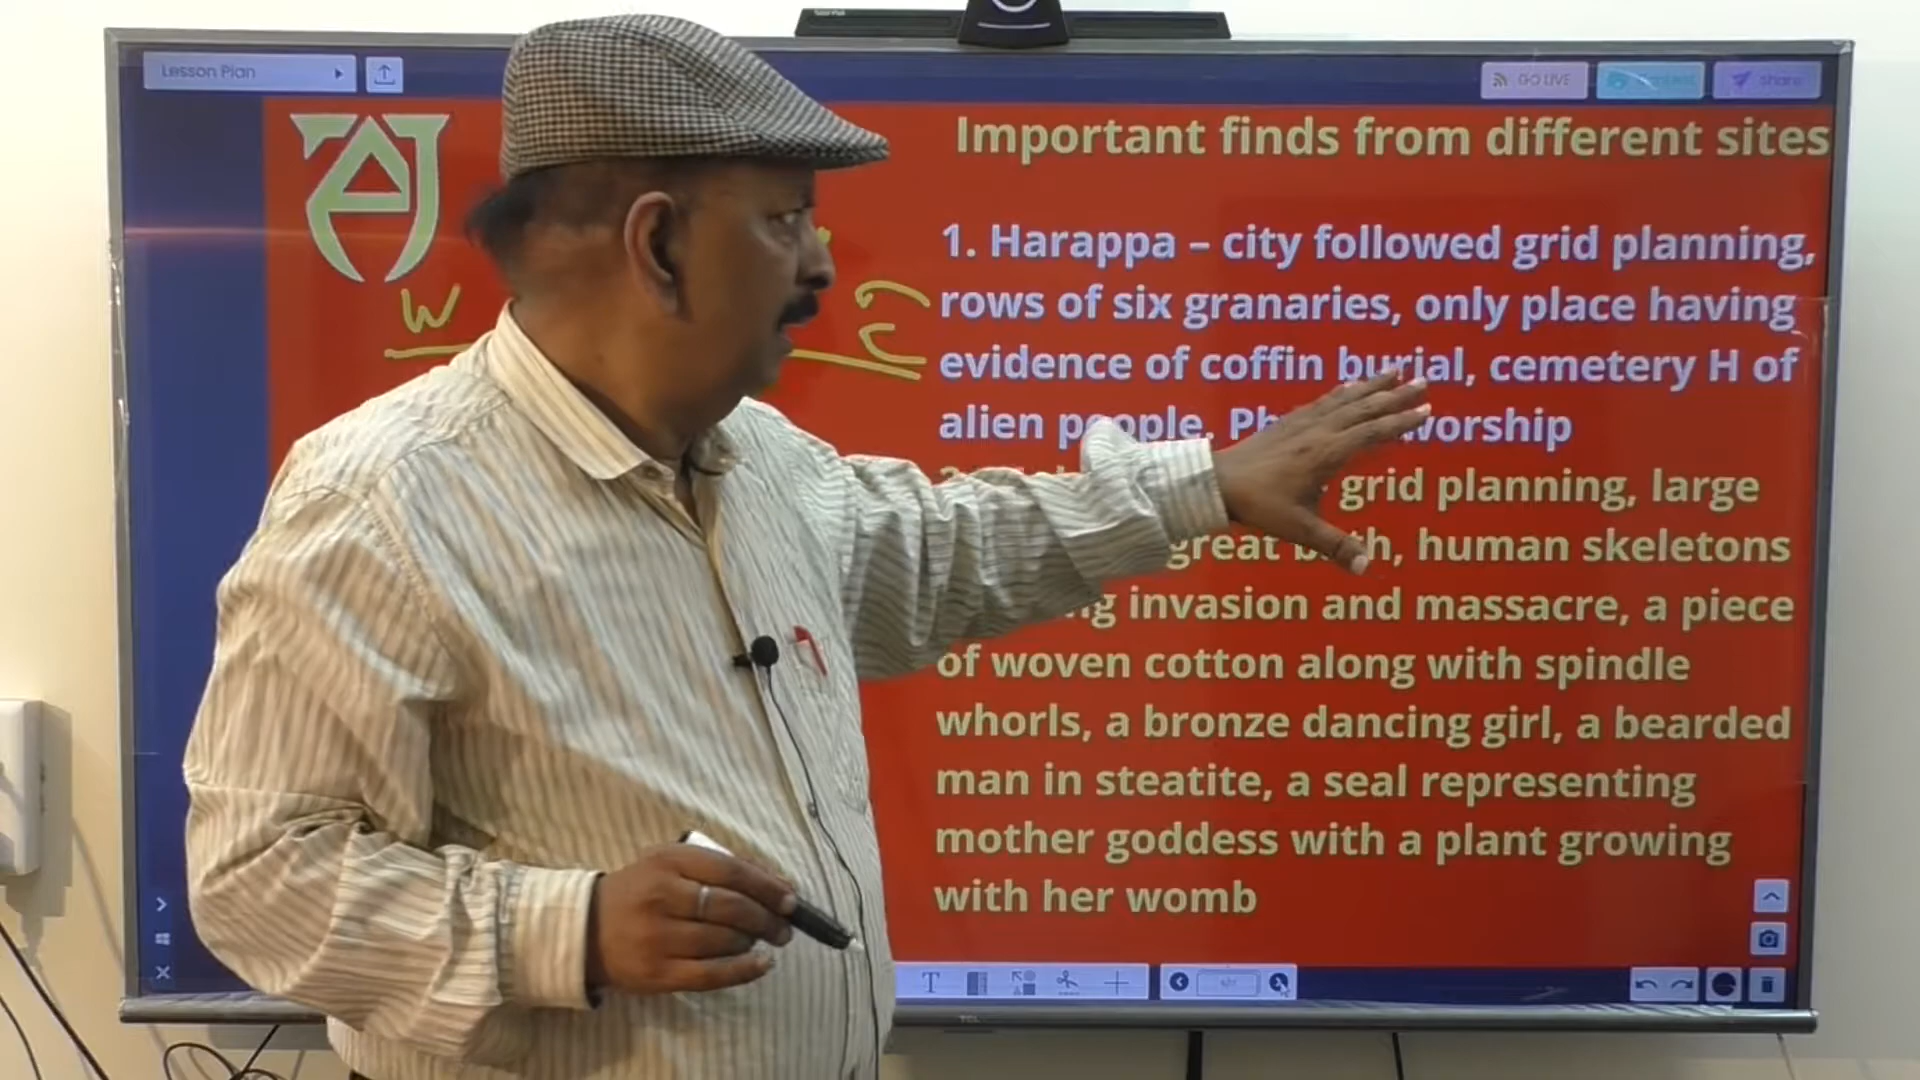 Lesson Plan
GO LIVE
Share
Important finds from different sites
1. Harappa – city followed grid planning,
rows of six granaries, only place having
evidence of coffin burial, cemetery H of
alien people. worship
grid planning, large
great bath, human skeletons
invasion and massacre, a piece
of woven cotton along with spindle
whorls, a bronze dancing girl, a bearded
man in steatite, a seal representing
mother goddess with a plant growing
with her womb
W
T
TCL